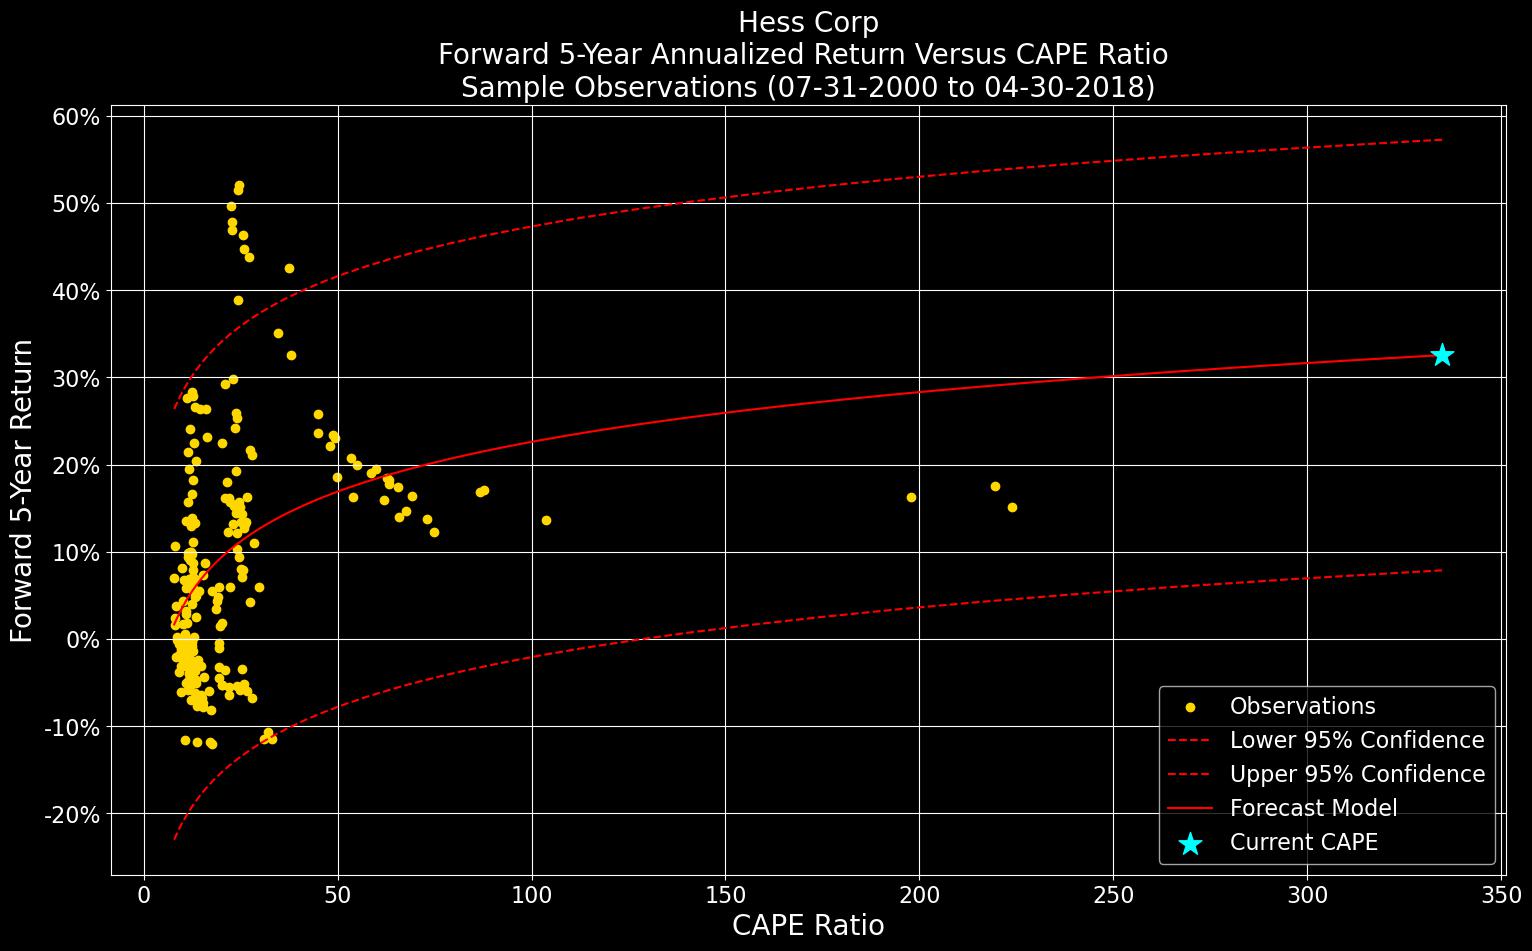 Hess Corp
Forward 5-Year Annualized Return Versus CAPE Ratio
Sample Observations (07-31-2000 to 04-30-2018)
Forward 5-Year Return
60%
50%
40%
30%
20%
10%
0%
-10%
-20%
Observations
Lower 95% Confidence
Upper 95% Confidence
Forecast Model
Current CAPE
0 50 100 150 200 250 300 350
CAPE Ratio